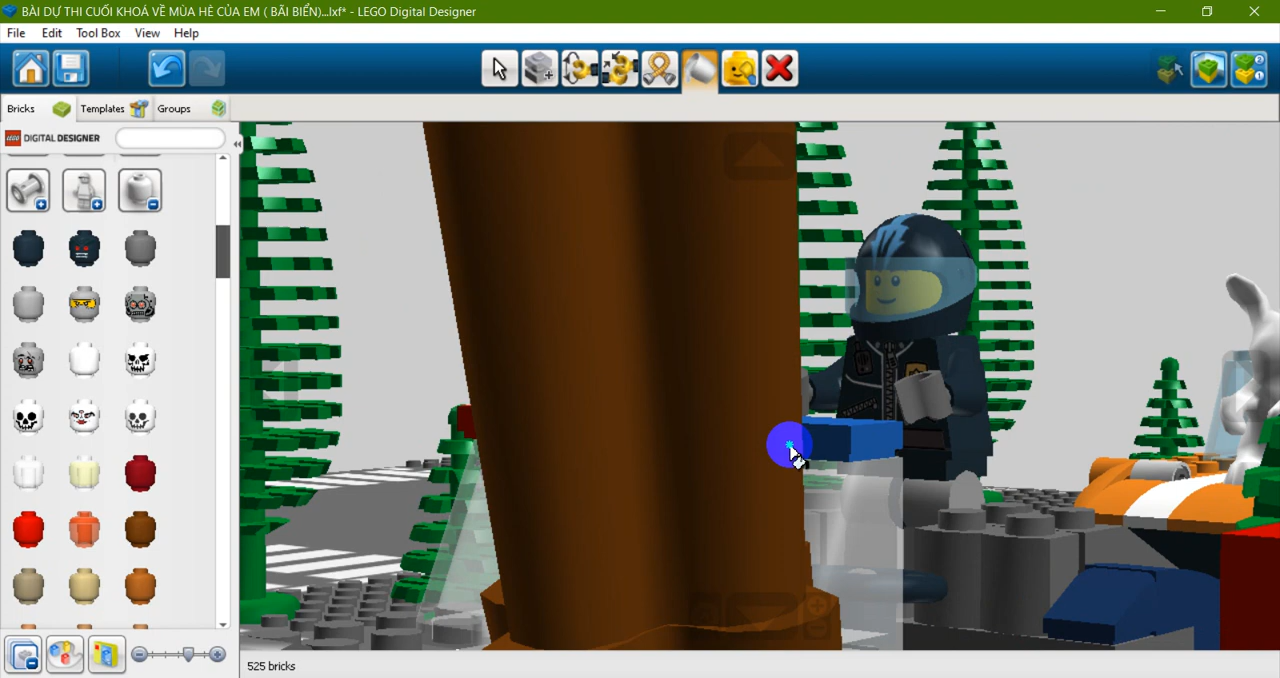 BÀI DỰ THI CUỐI KHOÁ VỀ MÙA HÈ CỦA EM ( BÃI BIỂN)...lxf* - LEGO Digital Designer
File Edit Tool Box View Help
Bricks Templates Groups
LEGO DIGITAL DESIGNER
525 bricks